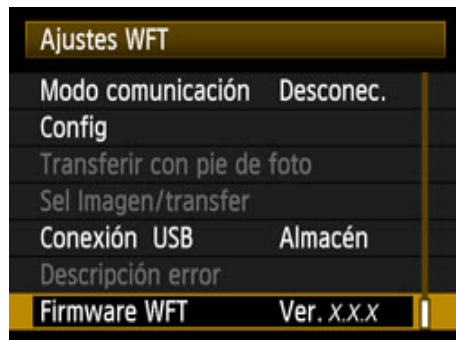 Ajustes WFT
Modo comunicación Desconec.
Config
Transferir con pie de foto
Sel Imagen/transfer
Conexión USB Almacén
Descripción error
Firmware WFT Ver. X.X.X